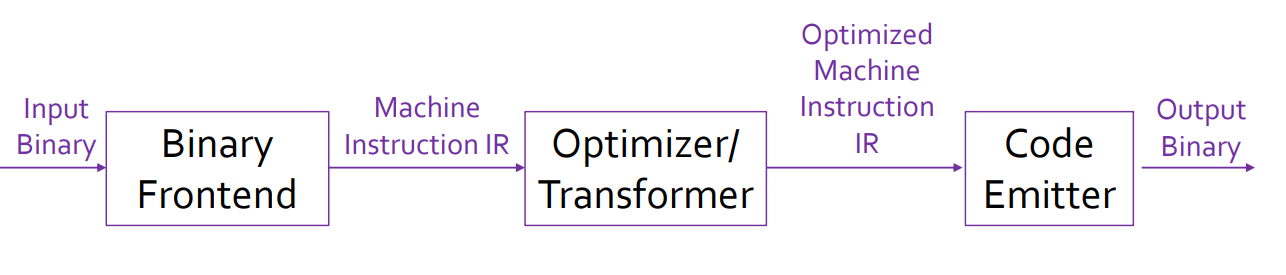 Input
Binary
Binary
Frontend
Machine
Instruction IR
Optimizer/
Transformer
Optimized
Machine
Instruction
IR
Code
Emitter
Output
Binary